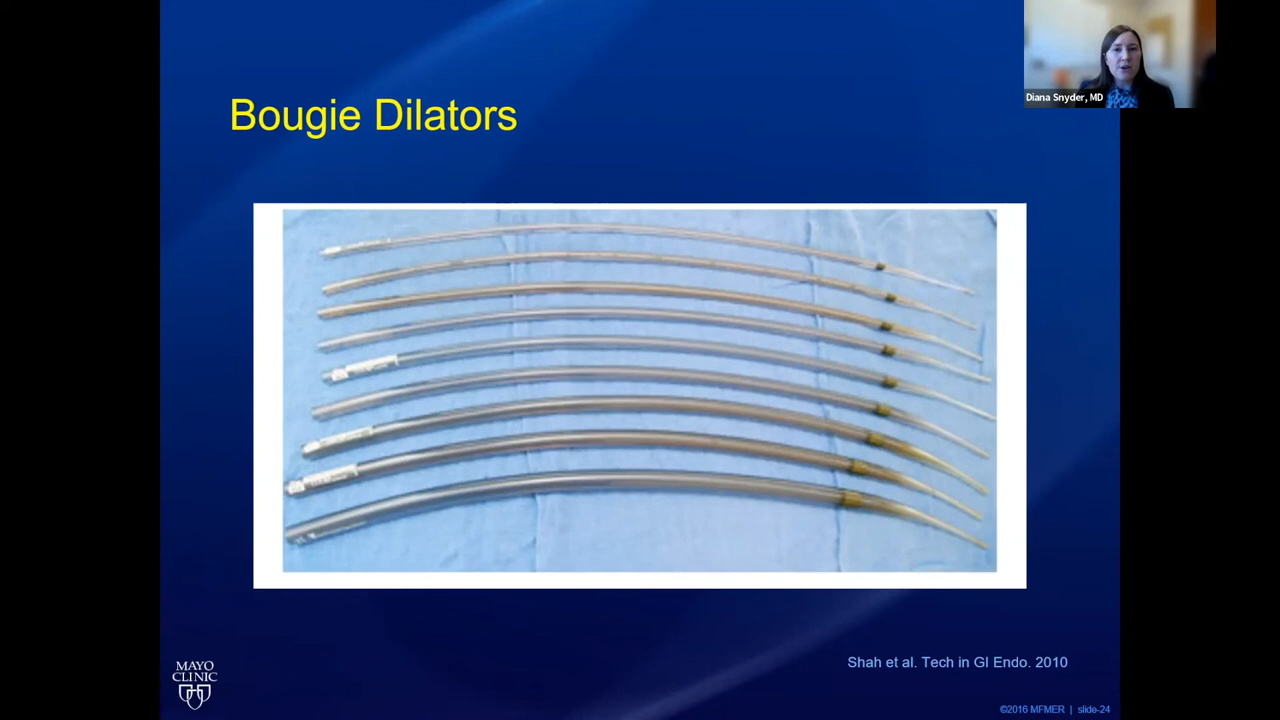 Diana Snyder, MD
Bougie Dilators
Shah et al. Tech in GI Endo. 2010
MAYO
CLINIC
©2016 MFMER | slide-24